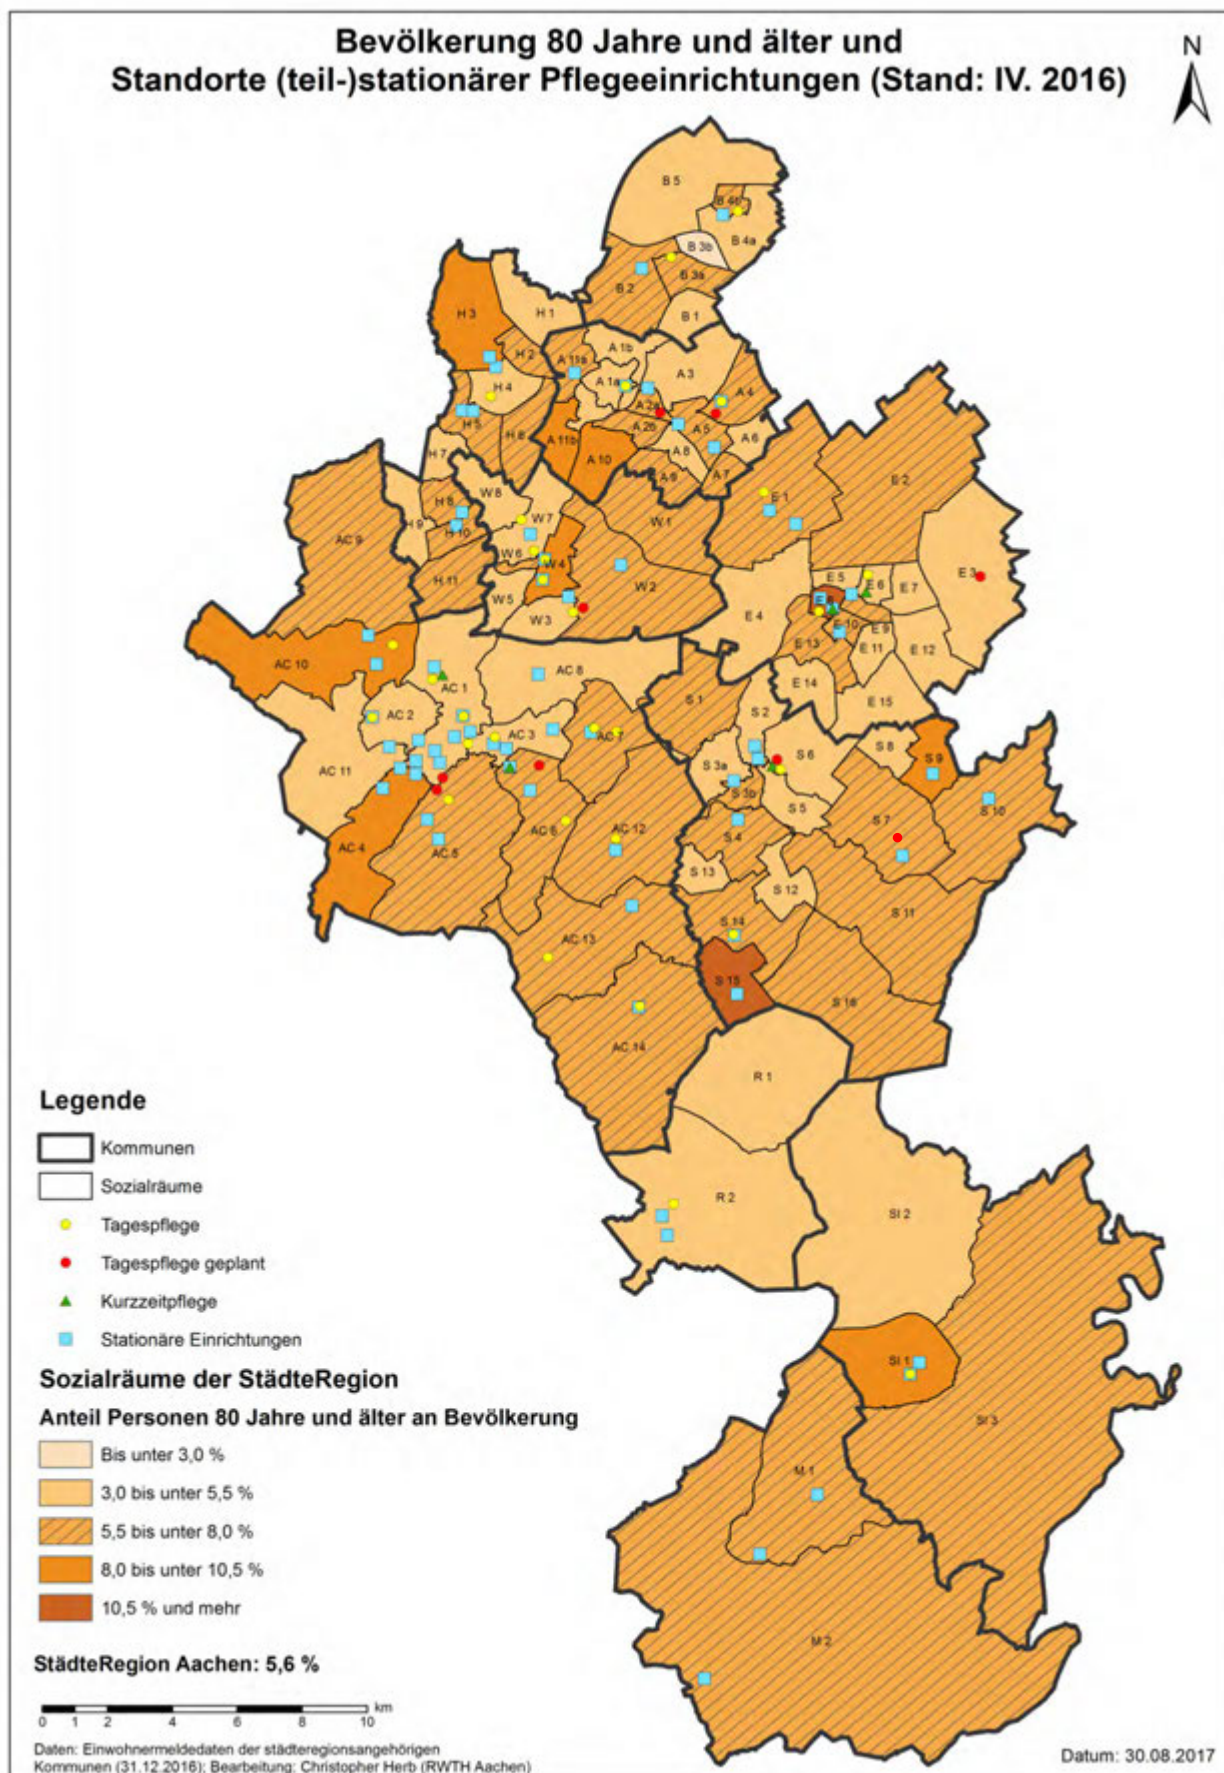 Bevölkerung 80 Jahre und älter und
Standorte (teil-)stationärer Pflegeeinrichtungen (Stand: IV. 2016)
N
B 5
B 4b
B 4a
B 3b
B 3a
B 2
B 1
H 3
H 1
H 2
H 4
H 5
H 6
H 7
H 8
H 9
H 10
H 11
A 11a
A 1b
A 1a
A 3
A 4
A 2a
A 2b
A 5
A 6
A 8
A 7
A 9
A 11b
A 10
W 8
W 7
W 1
W 6
W 4
W 2
W 5
W 3
E 1
E 2
E 3
E 5
E 6
E 7
E 8
E 4
E 10
E 9
E 13
E 11
E 12
E 14
E 15
AC 9
AC 10
AC 1
AC 8
AC 2
AC 3
AC 7
AC 11
AC 4
AC 5
AC 6
AC 12
AC 13
AC 14
S 1
S 2
S 6
S 8
S 9
S 3a
S 3b
S 5
S 10
S 7
S 4
S 13
S 12
S 11
S 14
S 15
S 16
R 1
R 2
SI 2
SI 1
SI 3
M 1
M 2
Legende
Kommunen
Sozialräume
Tagespflege
Tagespflege geplant
Kurzzeitpflege
Stationäre Einrichtungen
Sozialräume der StädteRegion
Anteil Personen 80 Jahre und älter an Bevölkerung
Bis unter 3,0 %
3,0 bis unter 5,5 %
5,5 bis unter 8,0 %
8,0 bis unter 10,5 %
10,5 % und mehr
StädteRegion Aachen: 5,6 %
km
0 1 2 4 6 8 10
Daten: Einwohnermeldedaten der städteregionsangehörigen
Kommunen (31.12.2016); Bearbeitung: Christopher Herb (RWTH Aachen)
Datum: 30.08.2017